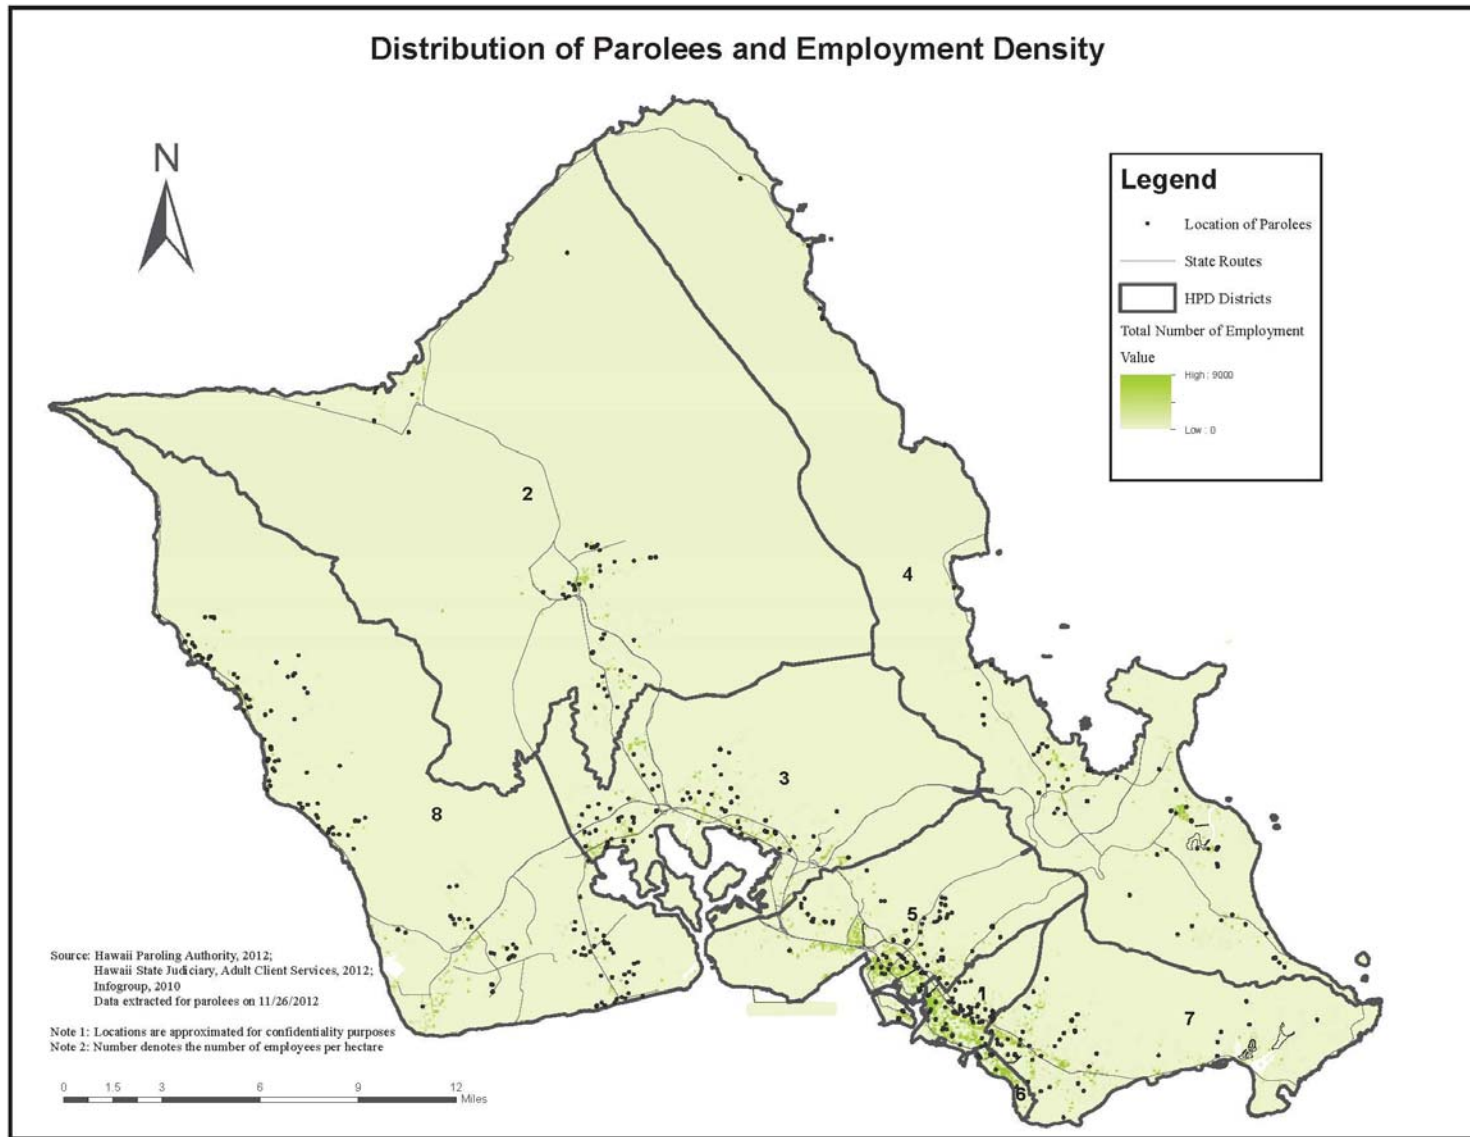 Distribution of Parolees and Employment Density
N
Legend
Location of Parolees
State Routes
HPD Districts
Total Number of Employment
Value
High : 9000
Low : 0
2
4
3
8
5
1
7
6
Source: Hawaii Paroling Authority, 2012;
Hawaii State Judiciary, Adult Client Services, 2012;
Infogroup, 2010
Data extracted for parolees on 11/26/2012
Note 1: Locations are approximated for confidentiality purposes
Note 2: Number denotes the number of employees per hectare
0 1.5 3 6 9 12
Miles